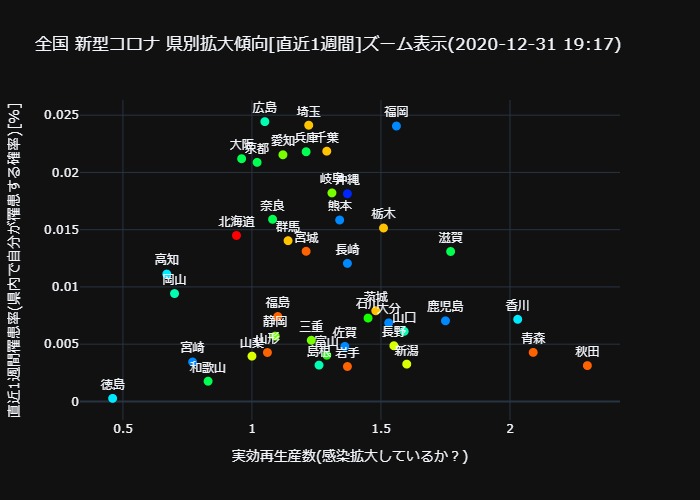 全国 新型コロナ 県別拡大傾向[直近1週間]ズーム表示(2020-12-31 19:17)
直近1週間罹患率(県内で自分が罹患する確率)[%]
0.025
0.02
0.015
0.01
0.005
0
広島
埼玉
福岡
大阪
京都
愛知
兵庫
千葉
岐阜
沖縄
奈良
熊本
栃木
北海道
群馬
宮城
滋賀
長崎
高知
岡山
福島
茨城
石川
大分
鹿児島
香川
静岡
三重
山口
宮崎
山梨
山形
富山
佐賀
長野
青森
和歌山
島根
岩手
新潟
秋田
徳島
0.5
1
1.5
2
実効再生産数(感染拡大しているか？)